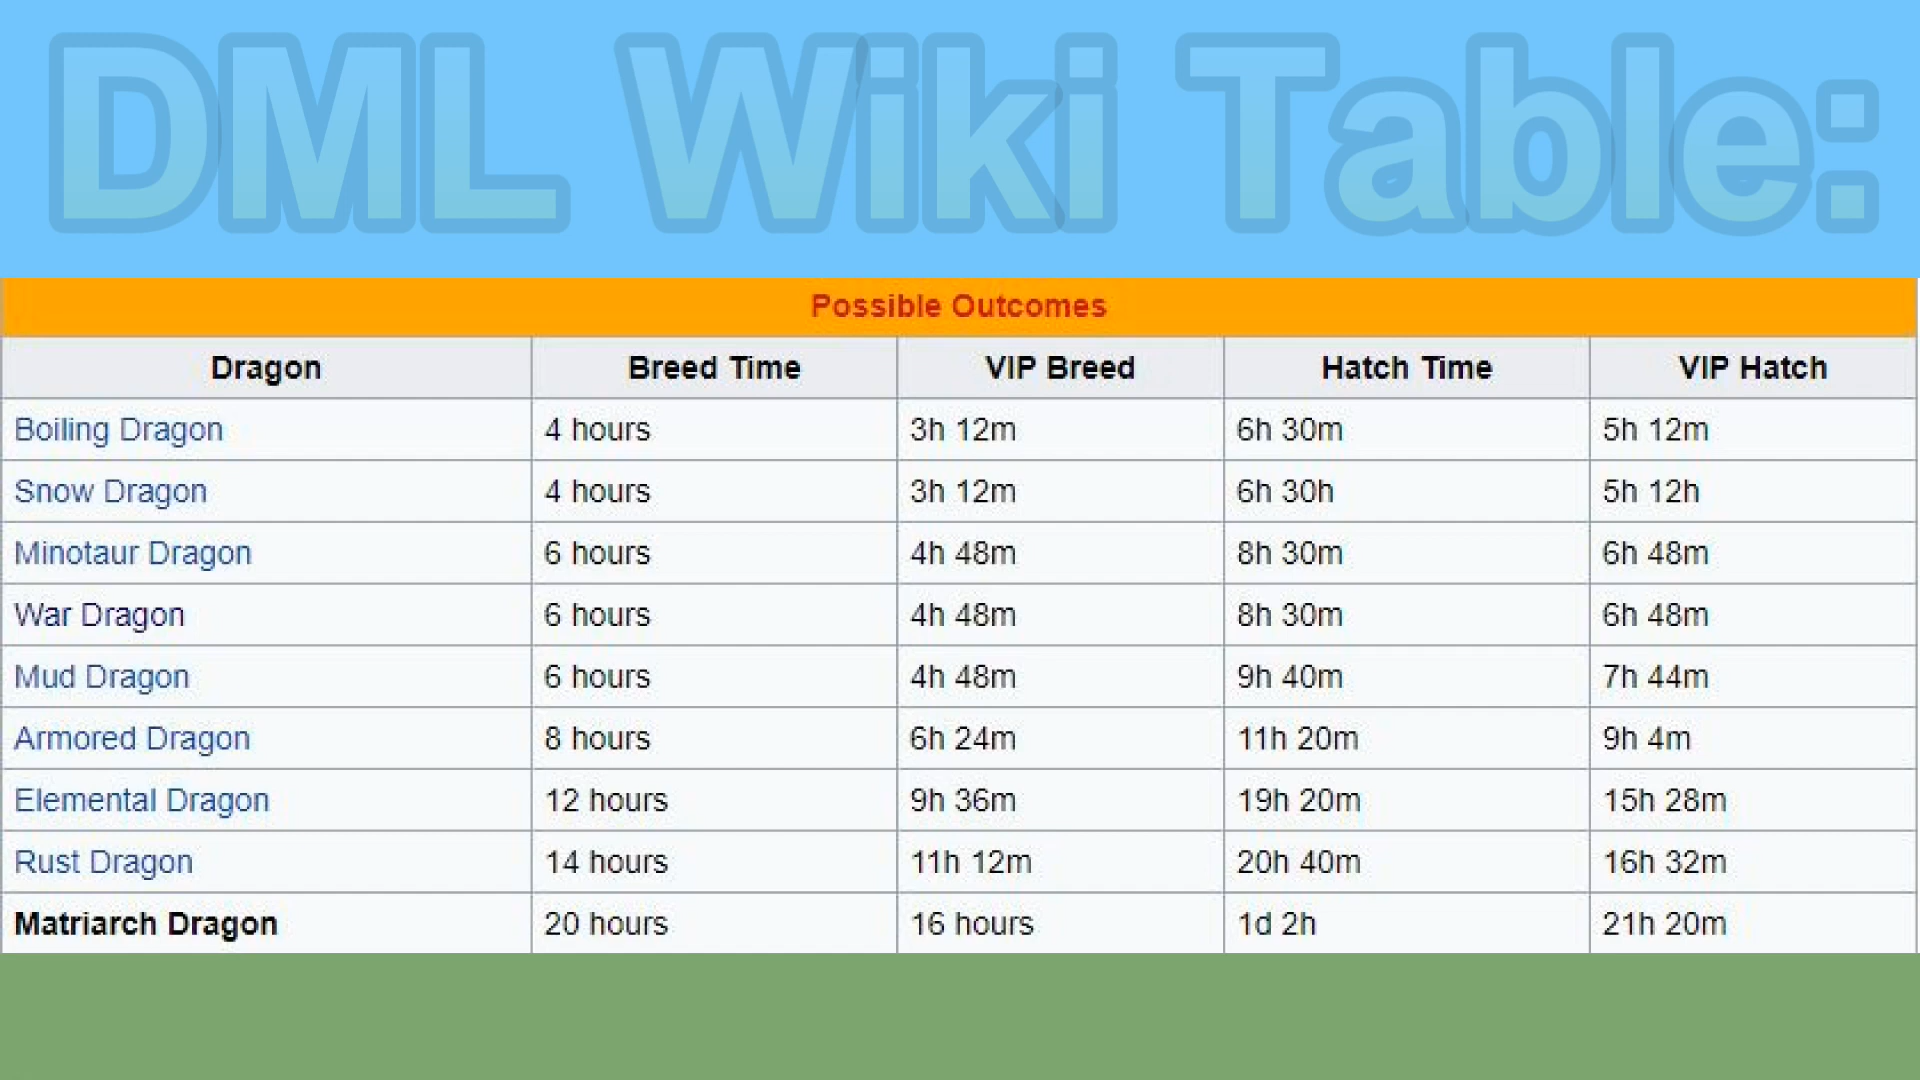 DML Wiki Table:
Possible Outcomes
Dragon Breed Time VIP Breed Hatch Time VIP Hatch
Boiling Dragon 4 hours 3h 12m 6h 30m 5h 12m
Snow Dragon 4 hours 3h 12m 6h 30h 5h 12h
Minotaur Dragon 6 hours 4h 48m 8h 30m 6h 48m
War Dragon 6 hours 4h 48m 8h 30m 6h 48m
Mud Dragon 6 hours 4h 48m 9h 40m 7h 44m
Armored Dragon 8 hours 6h 24m 11h 20m 9h 4m
Elemental Dragon 12 hours 9h 36m 19h 20m 15h 28m
Rust Dragon 14 hours 11h 12m 20h 40m 16h 32m
Matriarch Dragon 20 hours 16 hours 1d 2h 21h 20m